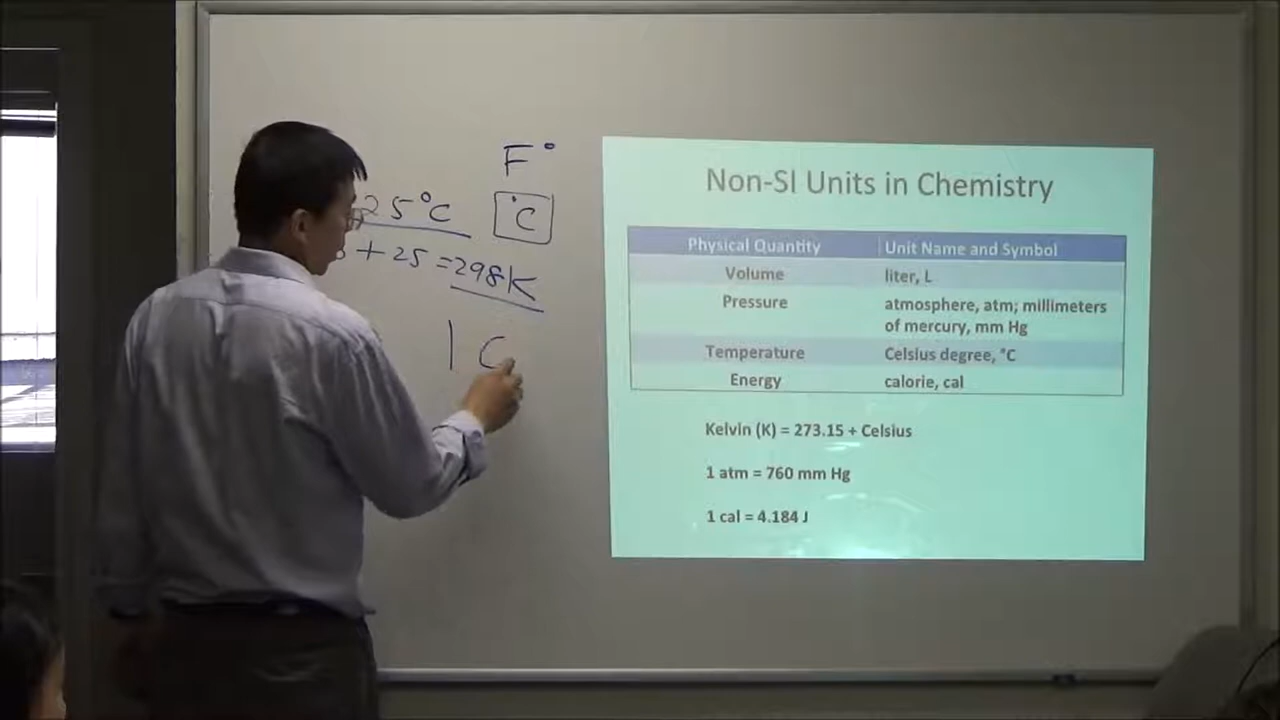 F°
25°C
°C
+ 25 = 298K
1 C
Non-SI Units in Chemistry
Physical Quantity Unit Name and Symbol
Volume liter, L
Pressure atmosphere, atm; millimeters
of mercury, mm Hg
Temperature Celsius degree, °C
Energy calorie, cal
Kelvin (K) = 273.15 + Celsius
1 atm = 760 mm Hg
1 cal = 4.184 J